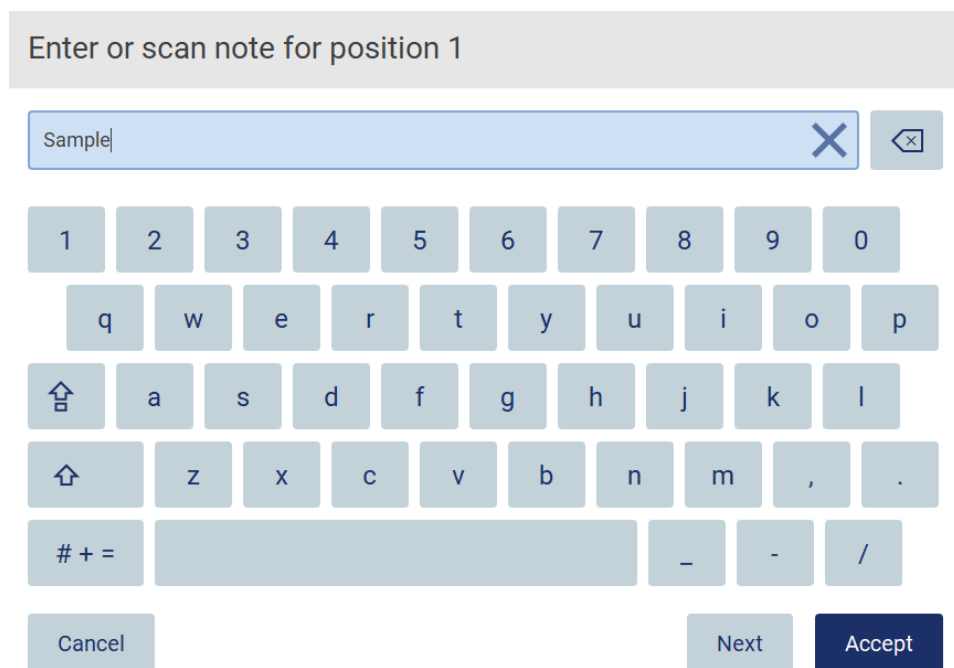 Enter or scan note for position 1
Sample
1 2 3 4 5 6 7 8 9 0
q w e r t y u i o p
a s d f g h j k l
z x c v b n m , .
# + = _ - /
Cancel Next Accept